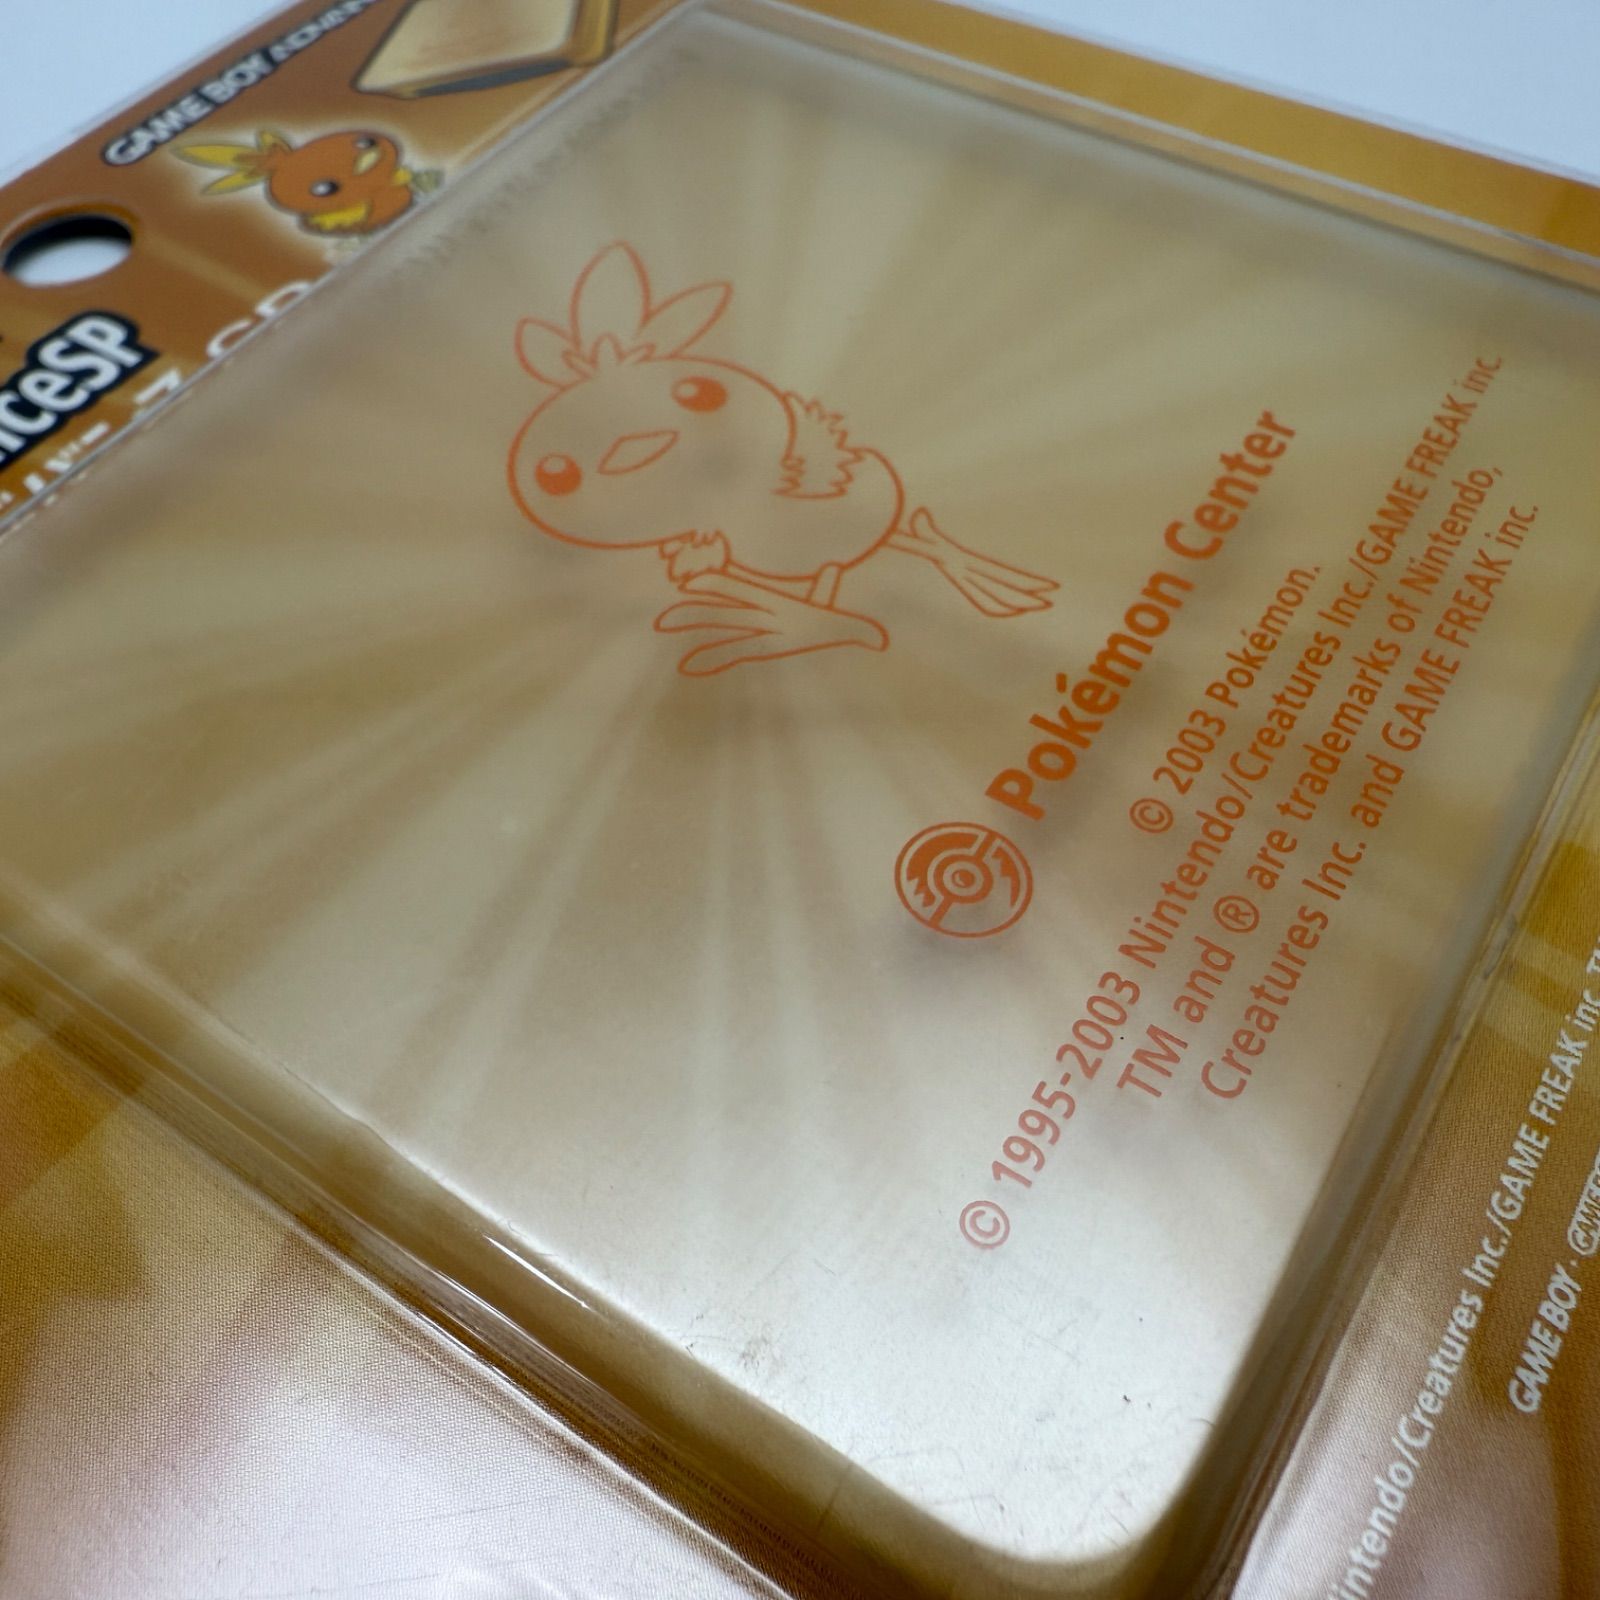 GAME BOY
ceSP
Pokémon Center
© 2003 Pokémon.
© 1995-2003 Nintendo/Creatures Inc./GAME FREAK inc.
TM and ® are trademarks of Nintendo,
Creatures Inc. and GAME FREAK inc.
Nintendo/Creatures Inc./GAME FREAK inc.
GAME BOY